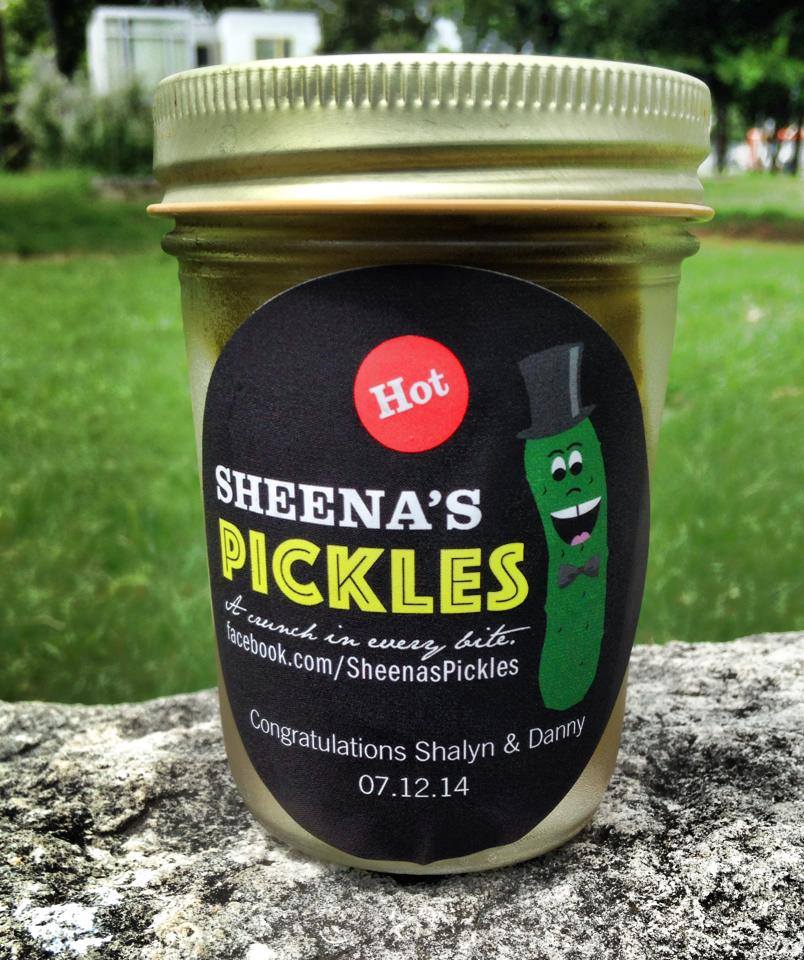 Hot
SHEENA'S
PICKLES
A crunch in every bite.
facebook.com/SheenasPickles
Congratulations Shalyn & Danny
07.12.14